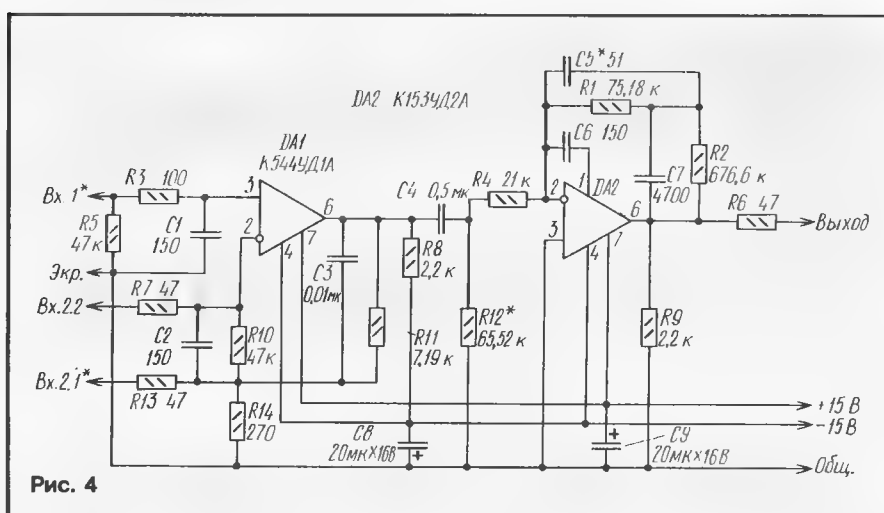 C5* 51
R1 75,18 к
DA2 К153УД2А
C6 150
DA1
К544УД1А
R3 100
Вх. 1*
R5
47к
C1
150
3
2
6
4
7
C4 0,5 мк
R4 21 к
1
2
DA2
3
6
4
7
C7
4700
R2
676,6 к
R6 47
Выход
Экр.
R7 47
Вх.2.2
C2
150
R10
47к
C3
0,01мк
R8
2,2 к
R11
7,19 к
R12*
65,52 к
R9
2,2 к
Вх.2.1*
R13 47
R14
270
+15 В
-15 В
C8
20мк×16В
+
C9
20мк×16В
+
Общ.
Рис. 4